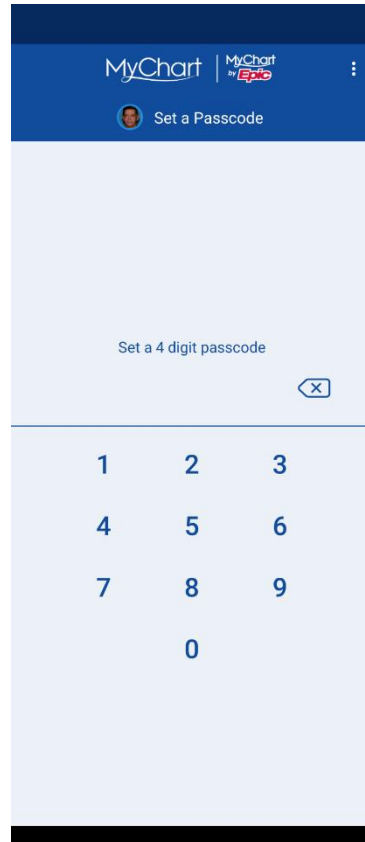 MyChart | MyChart
by Epic
Set a Passcode
Set a 4 digit passcode
1 2 3
4 5 6
7 8 9
0